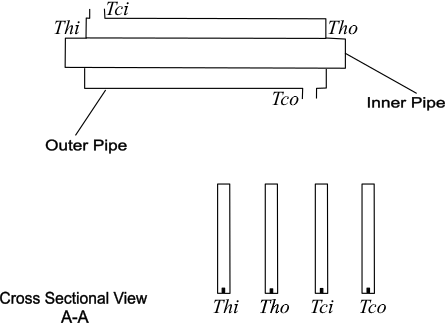 Tci
Thi Tho
Tco
Inner Pipe
Outer Pipe
Cross Sectional View
A-A
Thi Tho Tci Tco